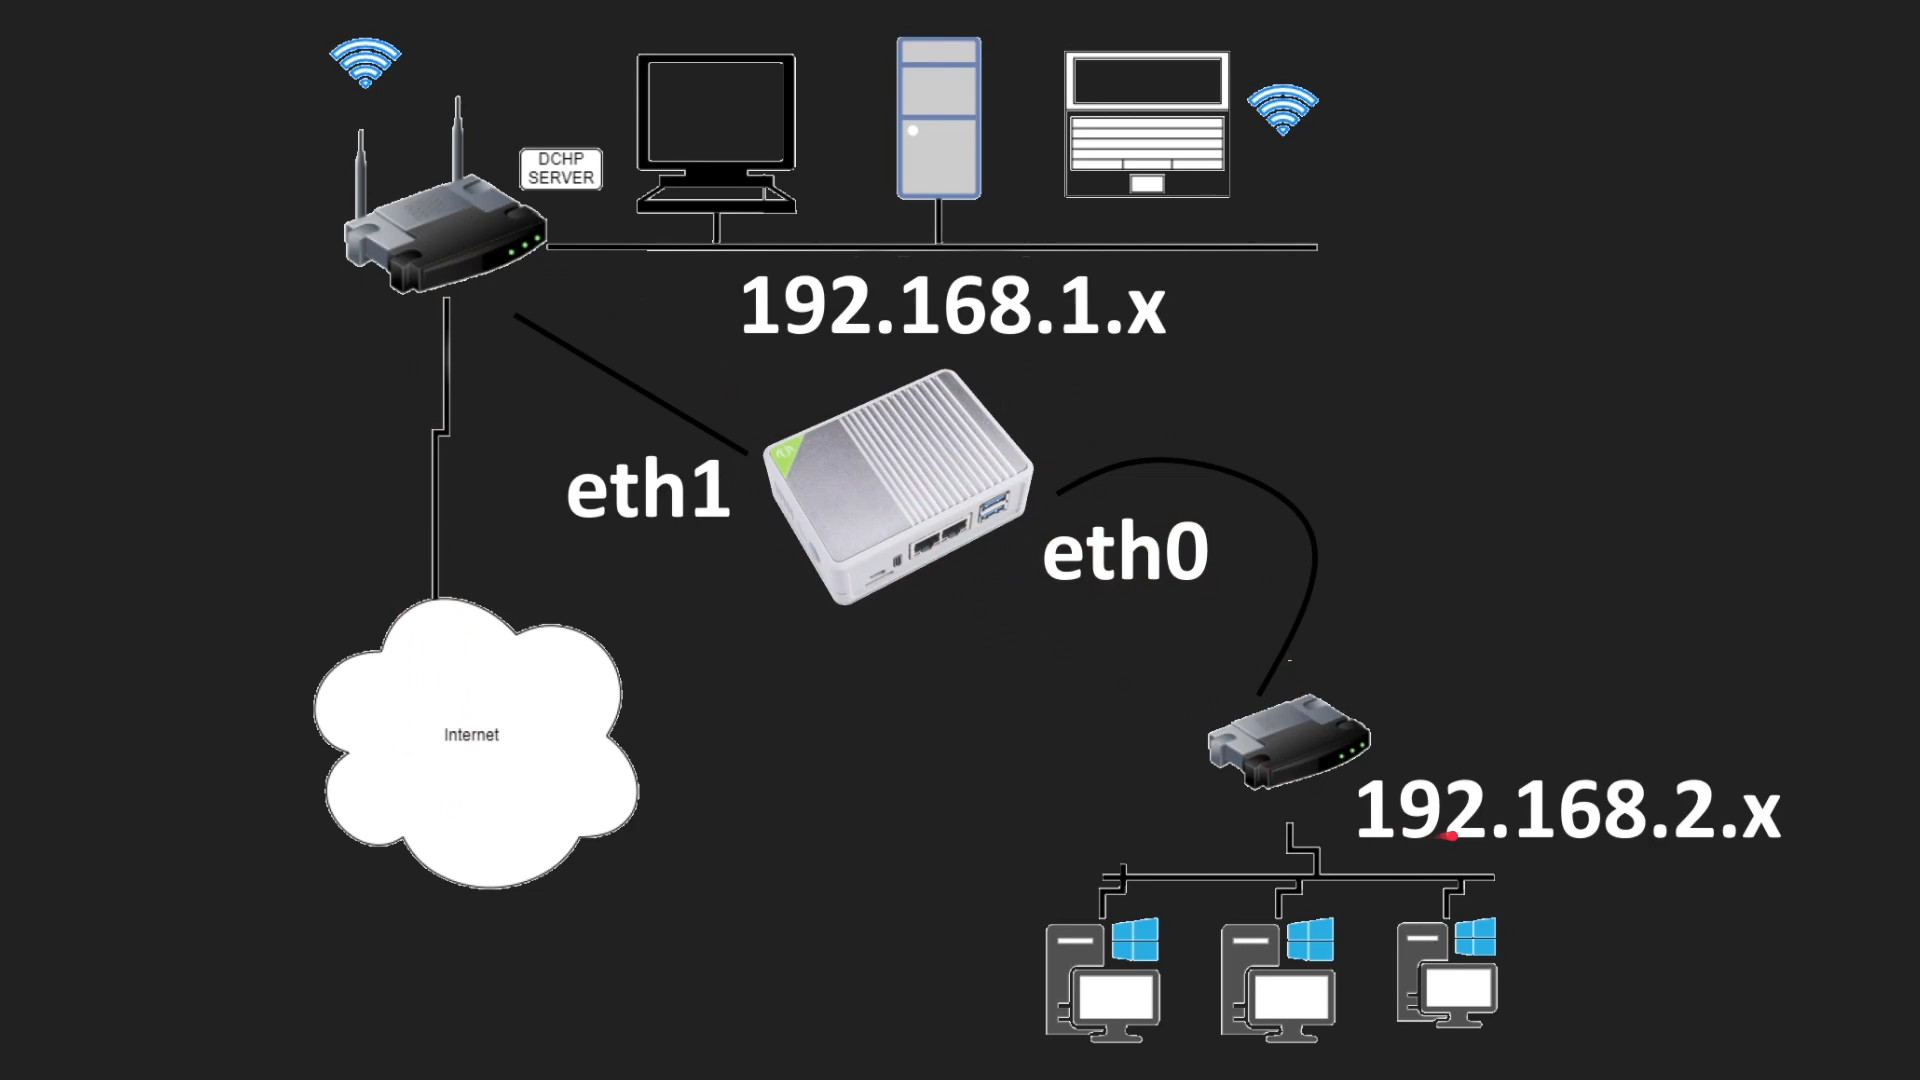 DCHP
SERVER
192.168.1.x
eth1
eth0
Internet
192.168.2.x